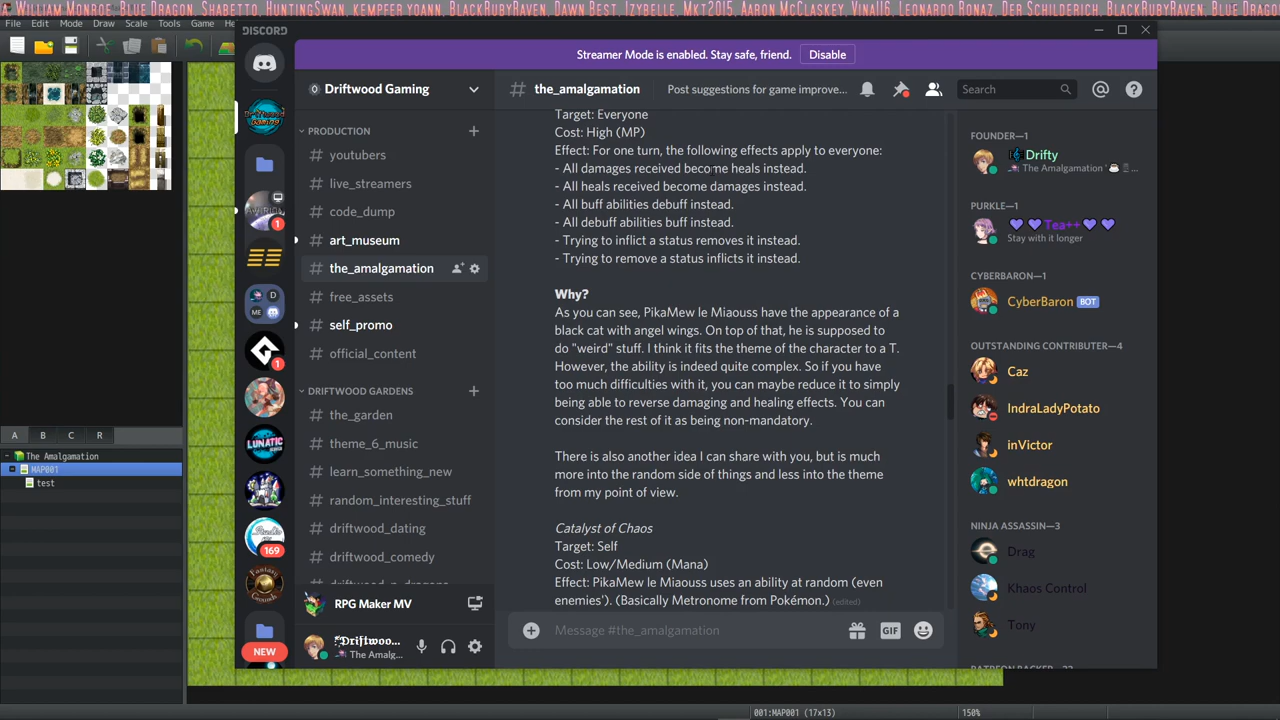 William Monroe, Blue Dragon, Shabetto, HuntingSwan, kempfer yoann, BlackRubyRaven, Dawn Best, Izybelle, Mkt2015, Aaron McClaskey, Vina116, Leonardo Ronaz, Der Schilderich, BlackRubyRaven, Blue Dragon
File Edit Mode Draw Scale Tools Game
DISCORD
Streamer Mode is enabled. Stay safe, friend. Disable
Driftwood Gaming
# the_amalgamation Post suggestions for game improve... Search
PRODUCTION
# youtubers
# live_streamers
# code_dump
# art_museum
# the_amalgamation
# free_assets
# self_promo
# official_content
DRIFTWOOD GARDENS
# the_garden
# theme_6_music
# learn_something_new
# random_interesting_stuff
# driftwood_dating
# driftwood_comedy
RPG Maker MV
Driftwoo...
The Amalg...
1
1
169
NEW
Target: Everyone
Cost: High (MP)
Effect: For one turn, the following effects apply to everyone:
- All damages received become heals instead.
- All heals received become damages instead.
- All buff abilities debuff instead.
- All debuff abilities buff instead.
- Trying to inflict a status removes it instead.
- Trying to remove a status inflicts it instead.
Why?
As you can see, PikaMew le Miaouss have the appearance of a
black cat with angel wings. On top of that, he is supposed to
do "weird" stuff. I think it fits the theme of the character to a T.
However, the ability is indeed quite complex. So if you have
too much difficulties with it, you can maybe reduce it to simply
being able to reverse damaging and healing effects. You can
consider the rest of it as being non-mandatory.
There is also another idea I can share with you, but is much
more into the random side of things and less into the theme
from my point of view.
Catalyst of Chaos
Target: Self
Cost: Low/Medium (Mana)
Effect: PikaMew le Miaouss uses an ability at random (even
enemies'). (Basically Metronome from Pokémon.) (edited)
Message #the_amalgamation
GIF
FOUNDER—1
Drifty
The Amalgamation '
PURKLE—1
Tea++
Stay with it longer
CYBERBARON—1
CyberBaron BOT
OUTSTANDING CONTRIBUTER—4
Caz
IndraLadyPotato
inVictor
whtdragon
NINJA ASSASSIN—3
Drag
Khaos Control
Tony
A B C R
The Amalgamation
MAP001
test
001:MAP001 (17x13) 150%